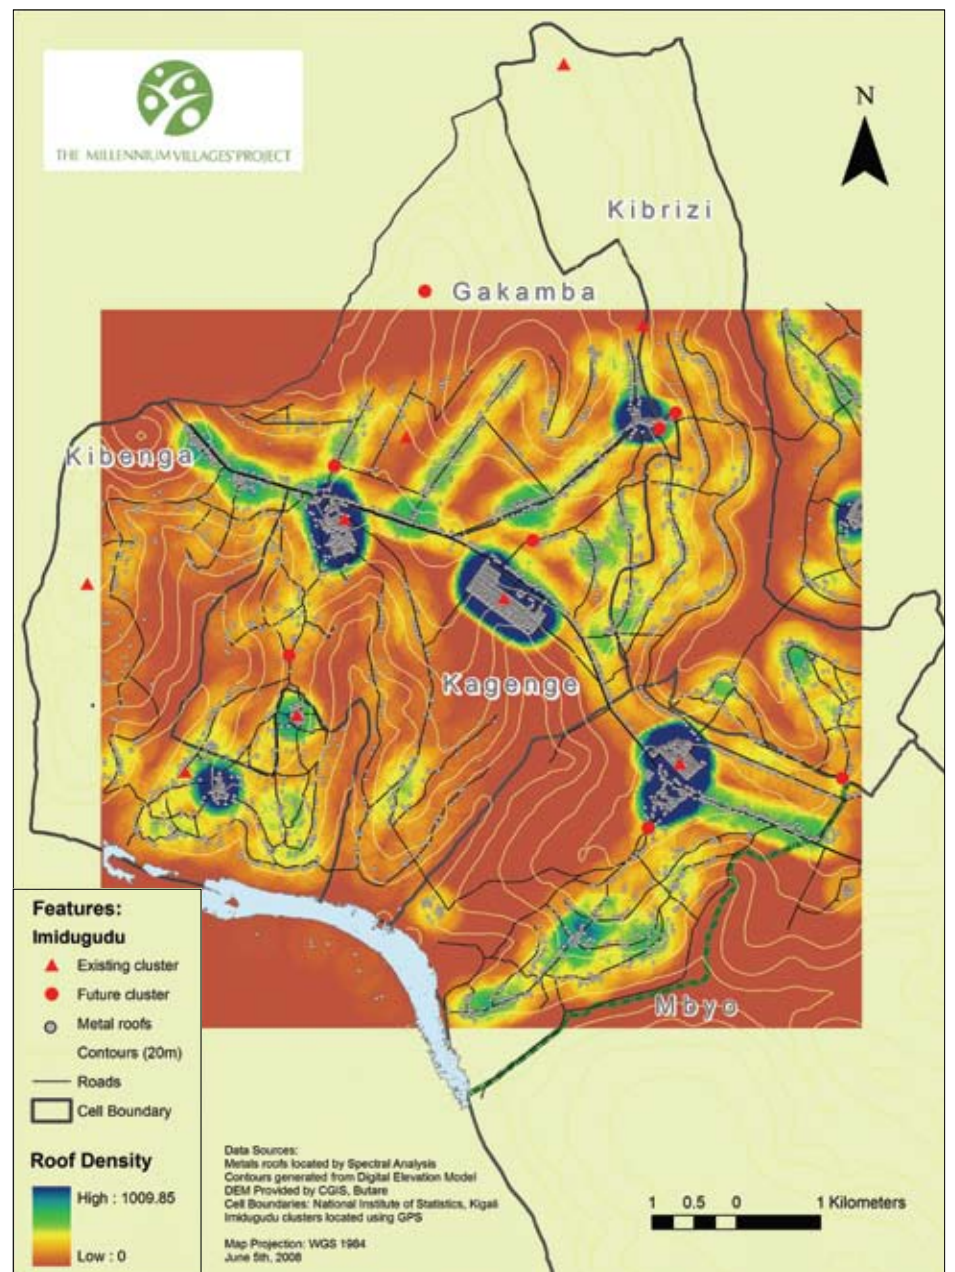 THE MILLENNIUM VILLAGES PROJECT
N
Kibrizi
Gakamba
Kibenga
Kagenge
Mbyo
Features:
Imidugudu
Existing cluster
Future cluster
Metal roofs
Contours (20m)
Roads
Cell Boundary
Roof Density
High : 1009.85
Low : 0
Data Sources:
Metals roofs located by Spectral Analysis
Contours generated from Digital Elevation Model
DEM Provided by CGIS, Butare
Cell Boundaries: National Institute of Statistics, Kigali
Imidugudu clusters located using GPS
Map Projection: WGS 1984
June 5th, 2008
1 0.5 0 1 Kilometers